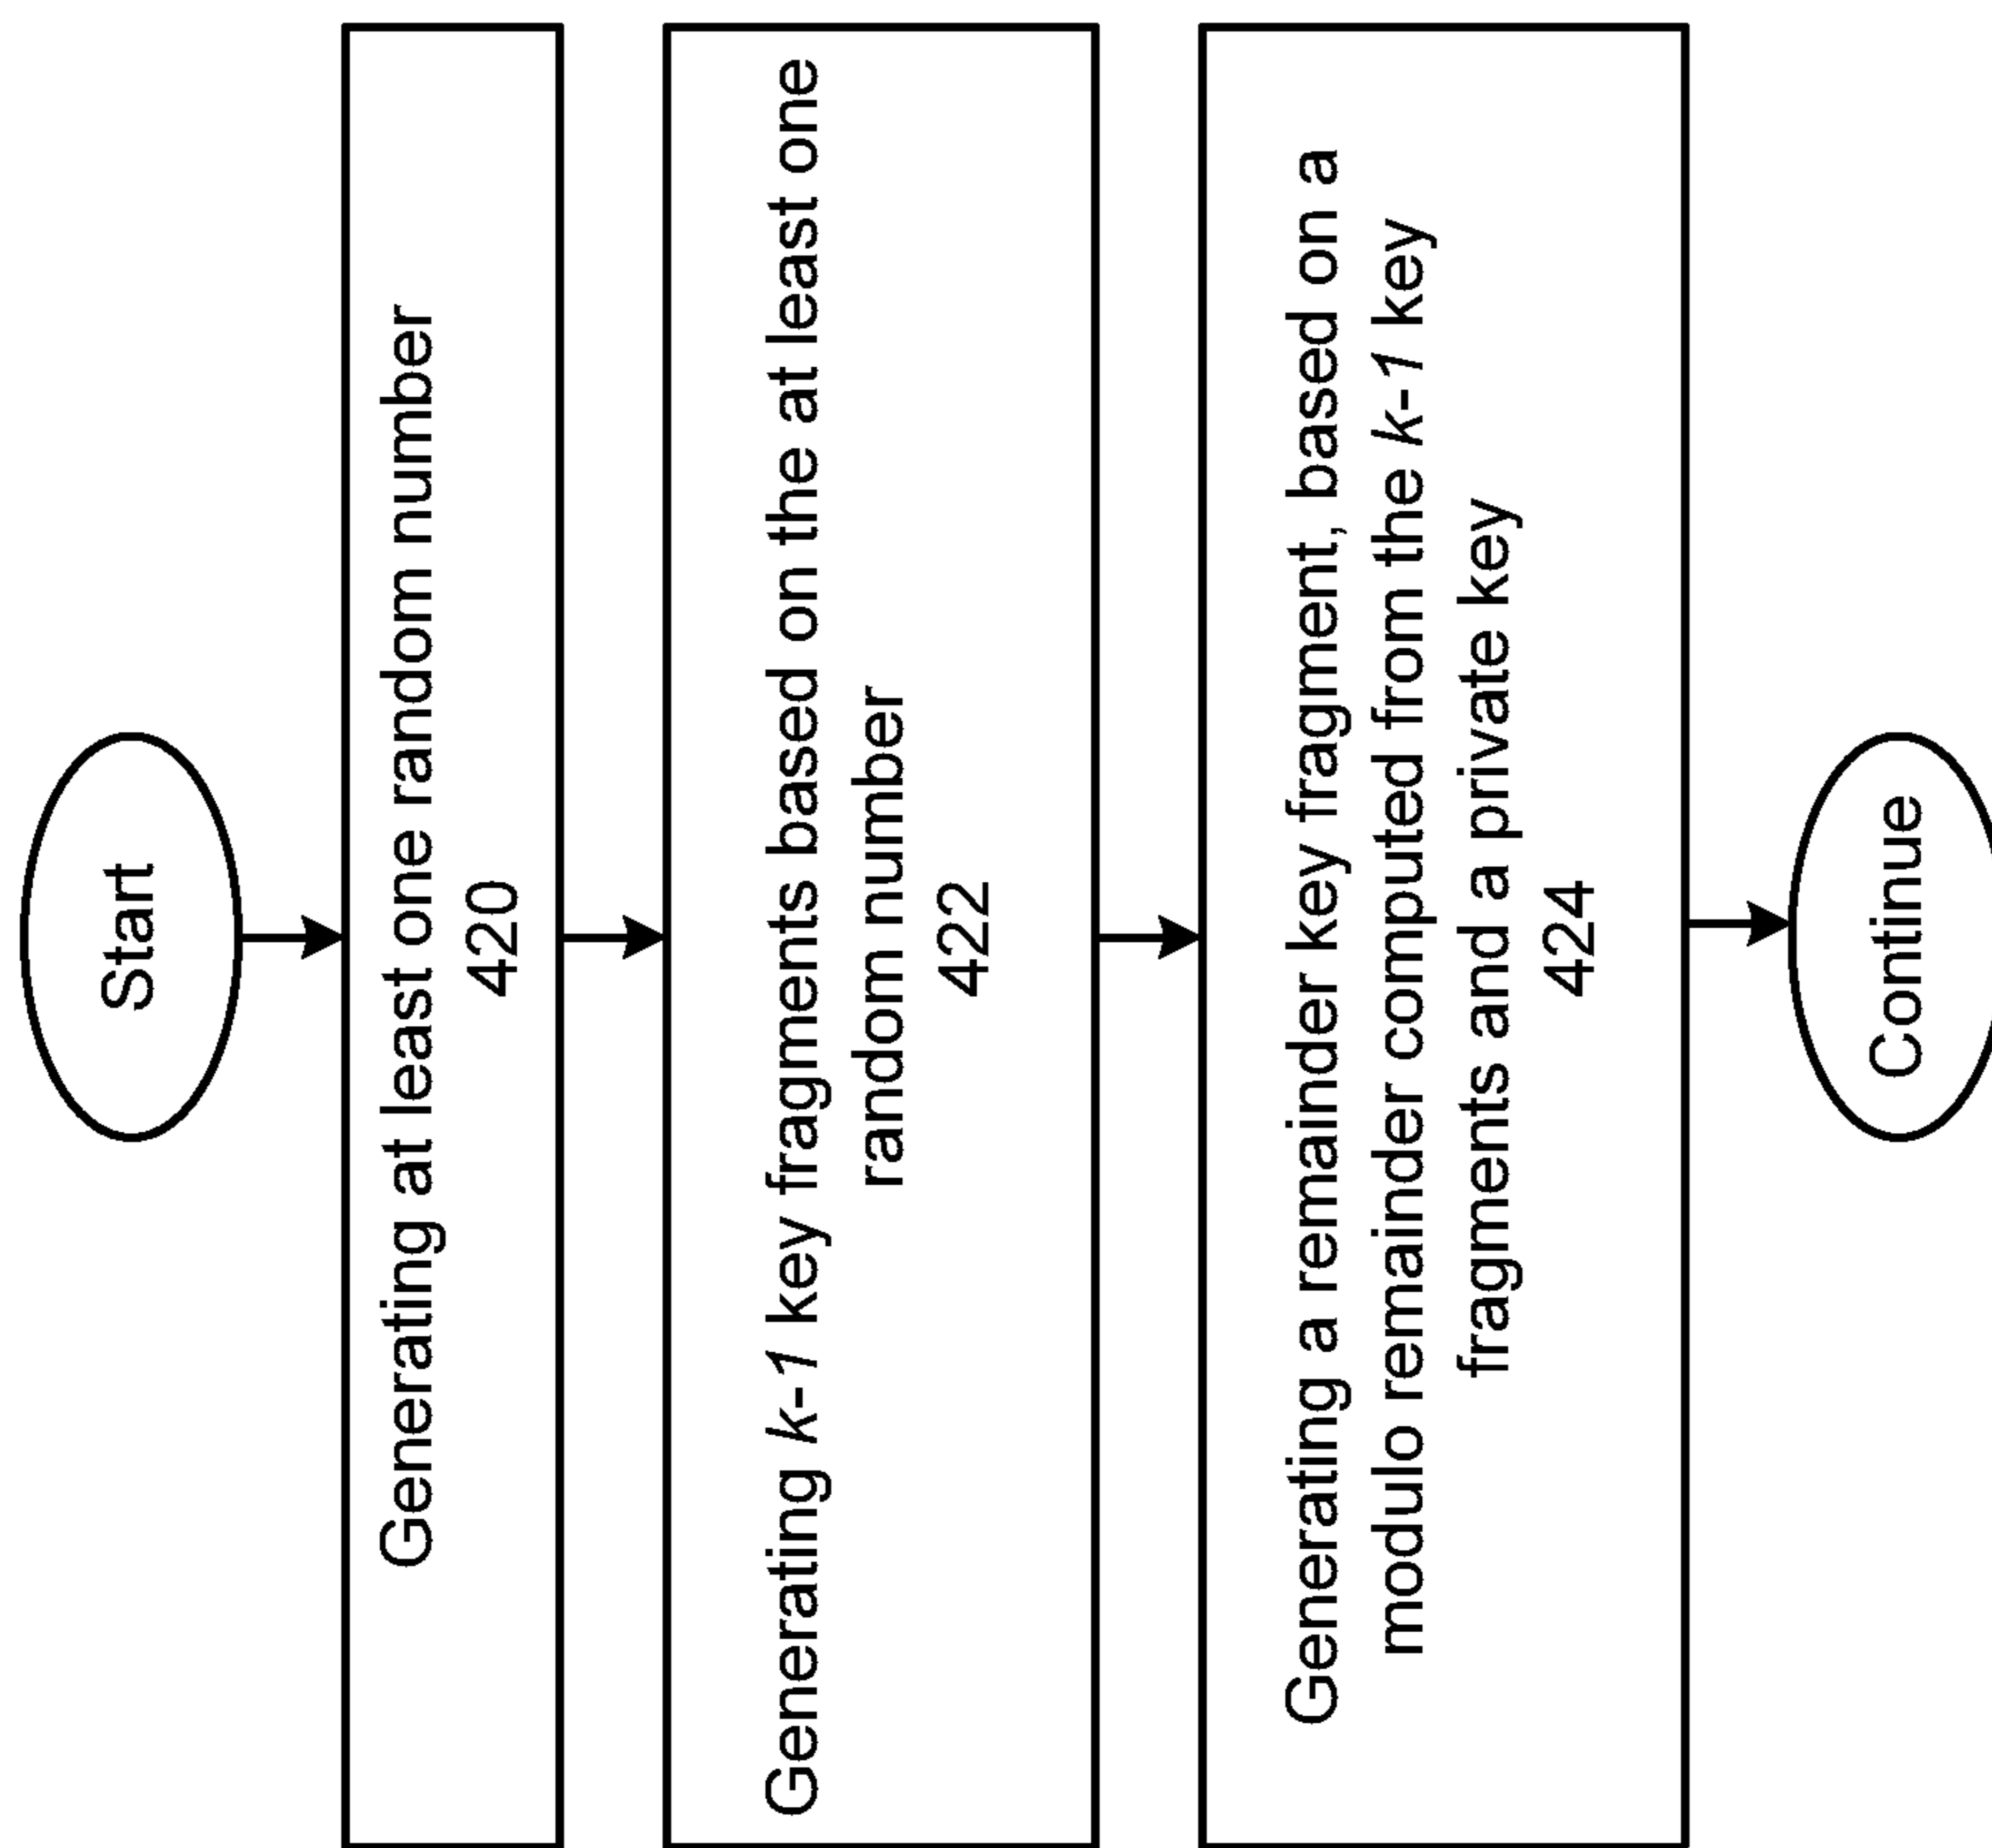 Start
Generating at least one random number
420
Generating k-1 key fragments based on the at least one
random number
422
Generating a remainder key fragment, based on a
modulo remainder computed from the k-1 key
fragments and a private key
424
Continue